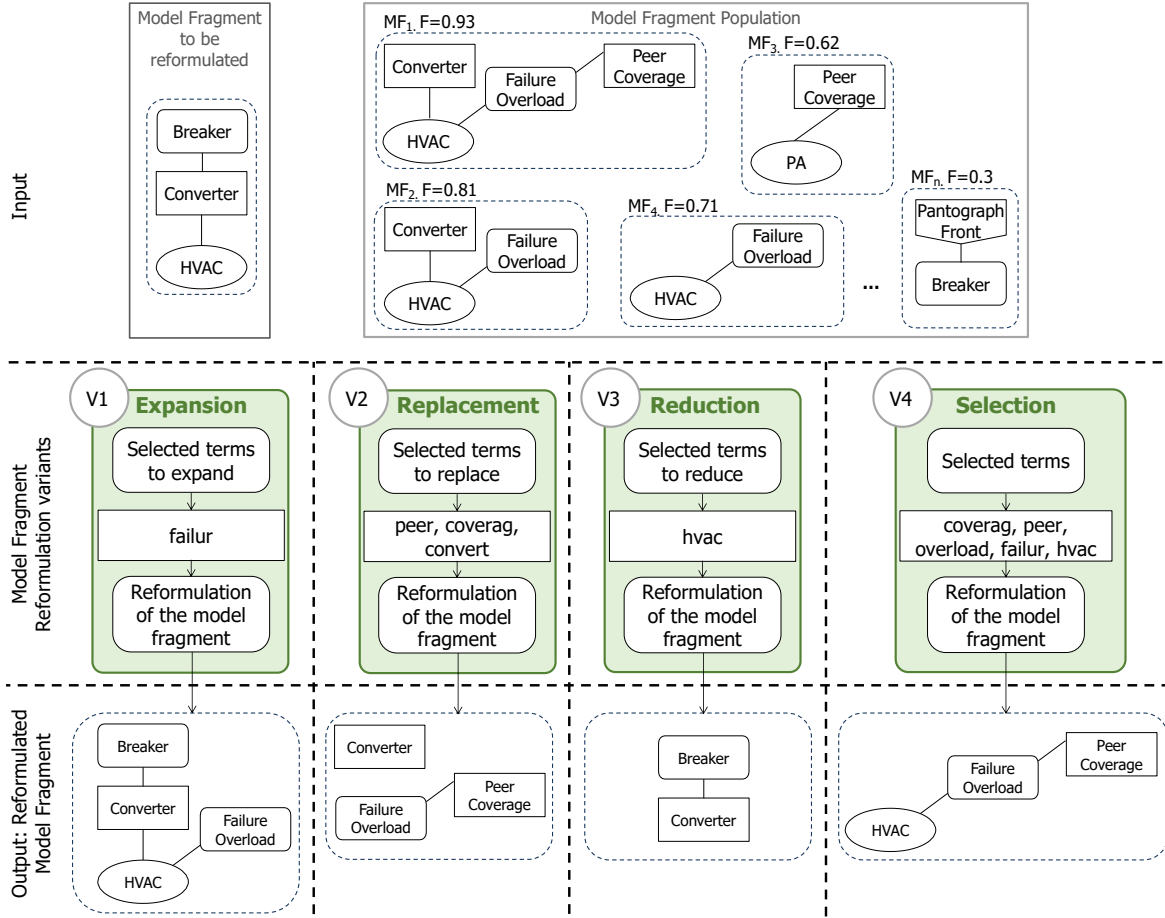 Model Fragment
to be
reformulated
Breaker
Converter
HVAC
Model Fragment Population
MF1. F=0.93
Converter
Failure
Overload
Peer
Coverage
HVAC
MF3. F=0.62
Peer
Coverage
PA
MF2. F=0.81
Converter
Failure
Overload
HVAC
MF4. F=0.71
Failure
Overload
HVAC
...
MFn. F=0.3
Pantograph
Front
Breaker
Input
Model Fragment
Reformulation variants
V1
Expansion
Selected terms
to expand
failur
Reformulation
of the model
fragment
V2
Replacement
Selected terms
to replace
peer, coverag,
convert
Reformulation
of the model
fragment
V3
Reduction
Selected terms
to reduce
hvac
Reformulation
of the model
fragment
V4
Selection
Selected terms
coverag, peer,
overload, failur, hvac
Reformulation
of the model
fragment
Output: Reformulated
Model Fragment
Breaker
Converter
Failure
Overload
HVAC
Converter
Failure
Overload
Peer
Coverage
Breaker
Converter
Peer
Coverage
Failure
Overload
HVAC